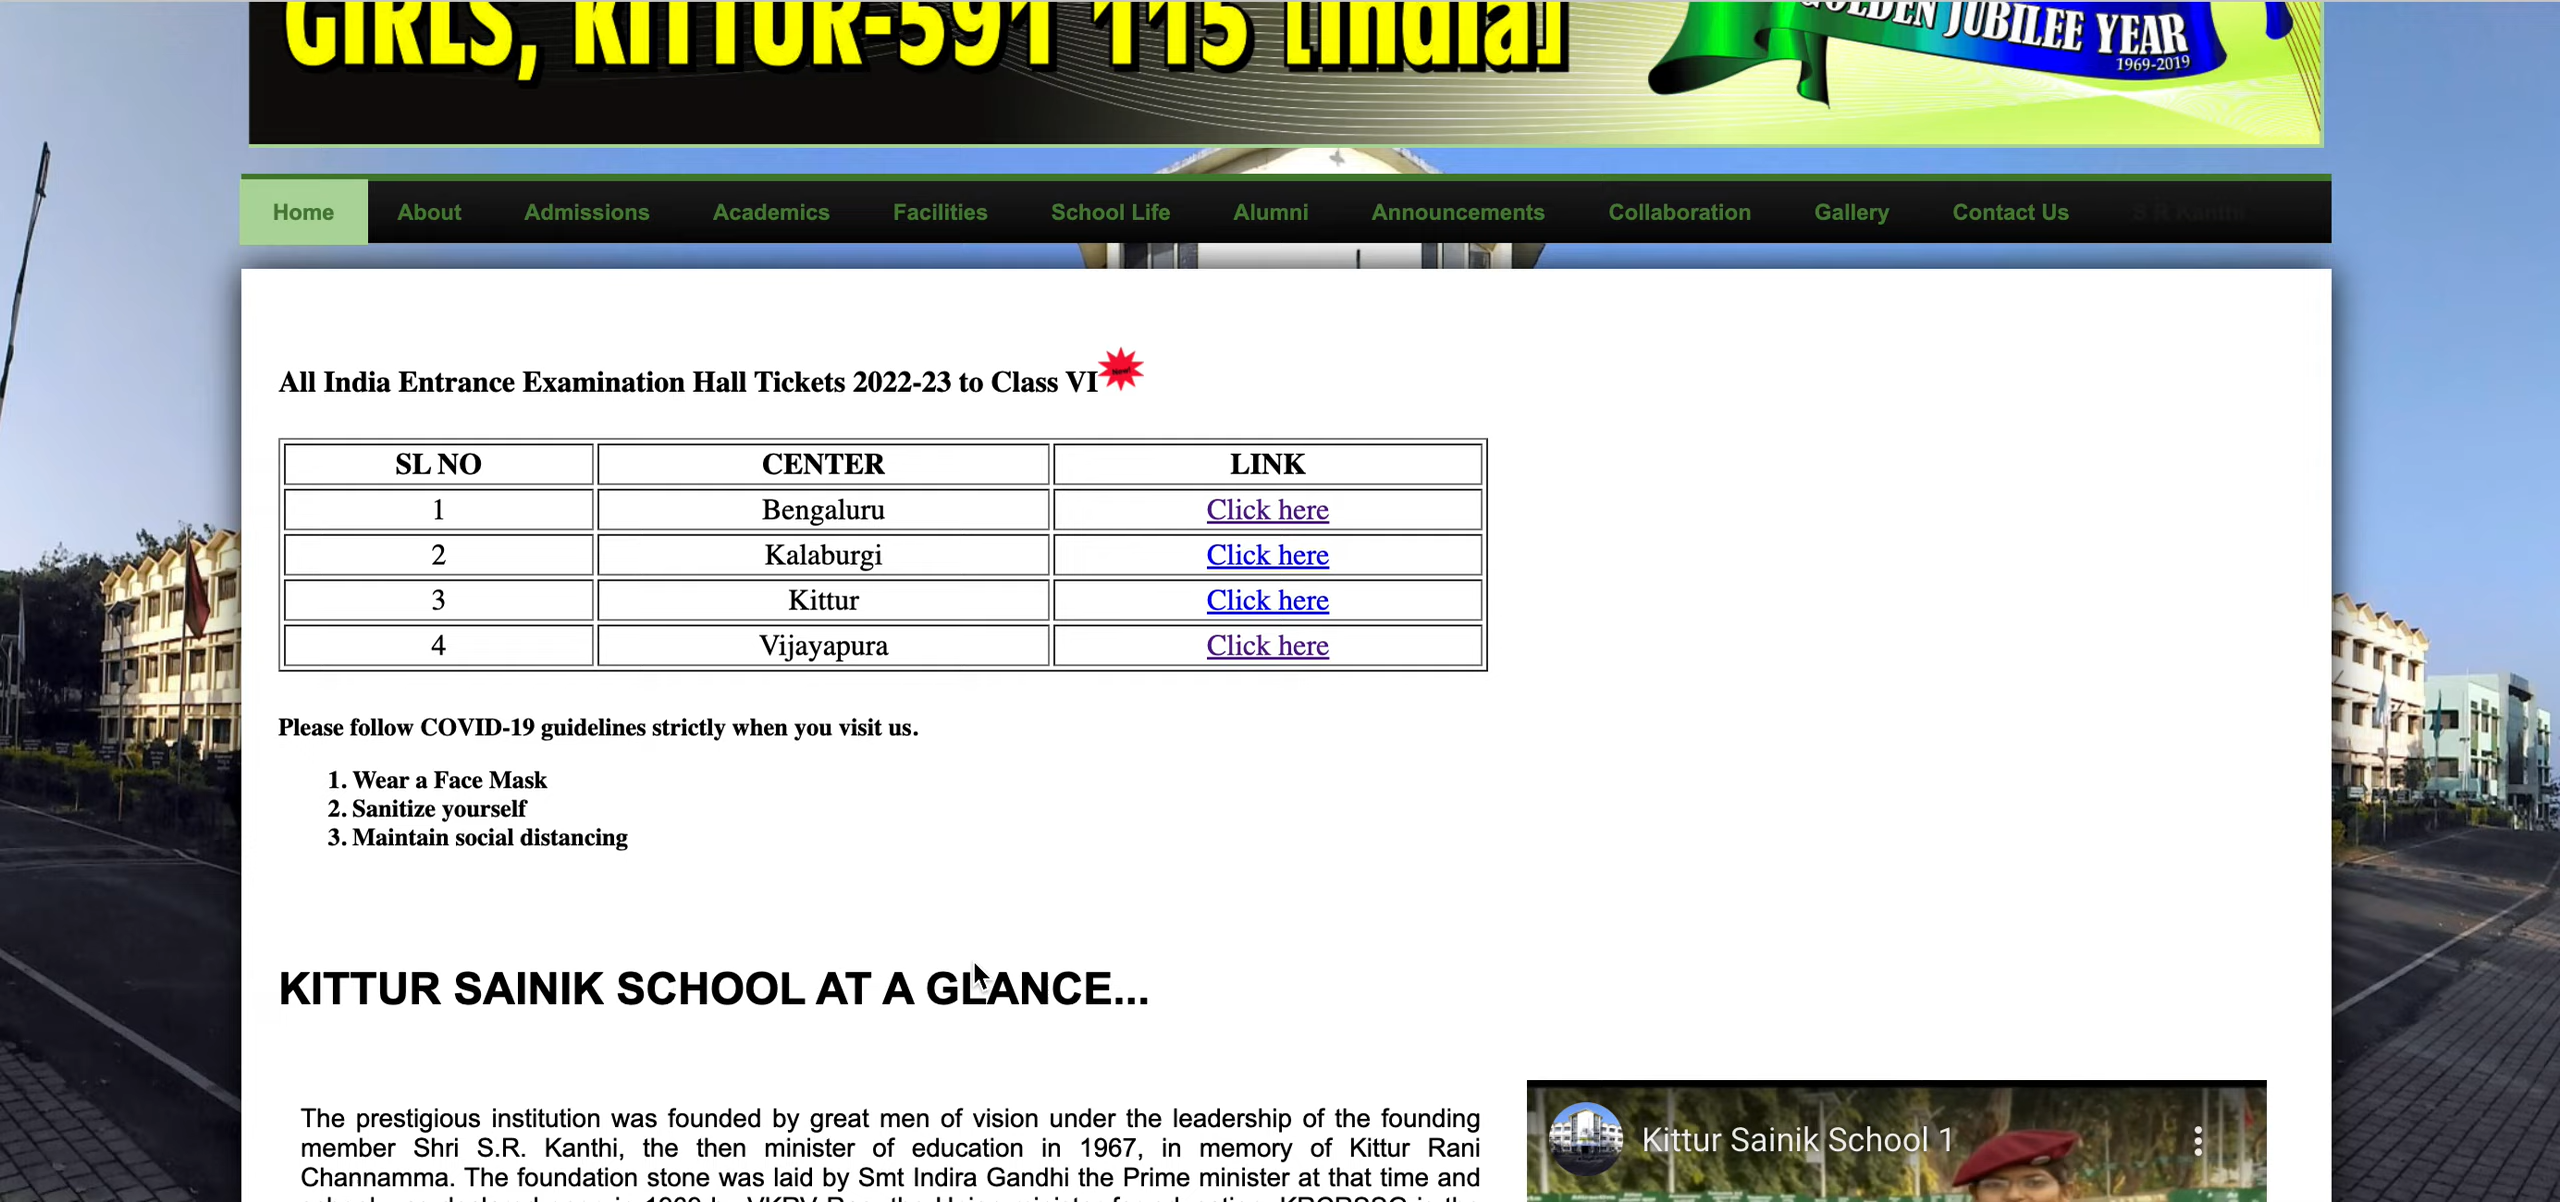 GIRLS, KITTUR-591 115 [India]
GOLDEN JUBILEE YEAR
1969-2019
Home About Admissions Academics Facilities School Life Alumni Announcements Collaboration Gallery Contact Us S R Kanthi
All India Entrance Examination Hall Tickets 2022-23 to Class VI New!
SL NO CENTER LINK
1 Bengaluru Click here
2 Kalaburgi Click here
3 Kittur Click here
4 Vijayapura Click here
Please follow COVID-19 guidelines strictly when you visit us.
1. Wear a Face Mask
2. Sanitize yourself
3. Maintain social distancing
KITTUR SAINIK SCHOOL AT A GLANCE...
The prestigious institution was founded by great men of vision under the leadership of the founding
member Shri S.R. Kanthi, the then minister of education in 1967, in memory of Kittur Rani
Channamma. The foundation stone was laid by Smt Indira Gandhi the Prime minister at that time and
Kittur Sainik School 1